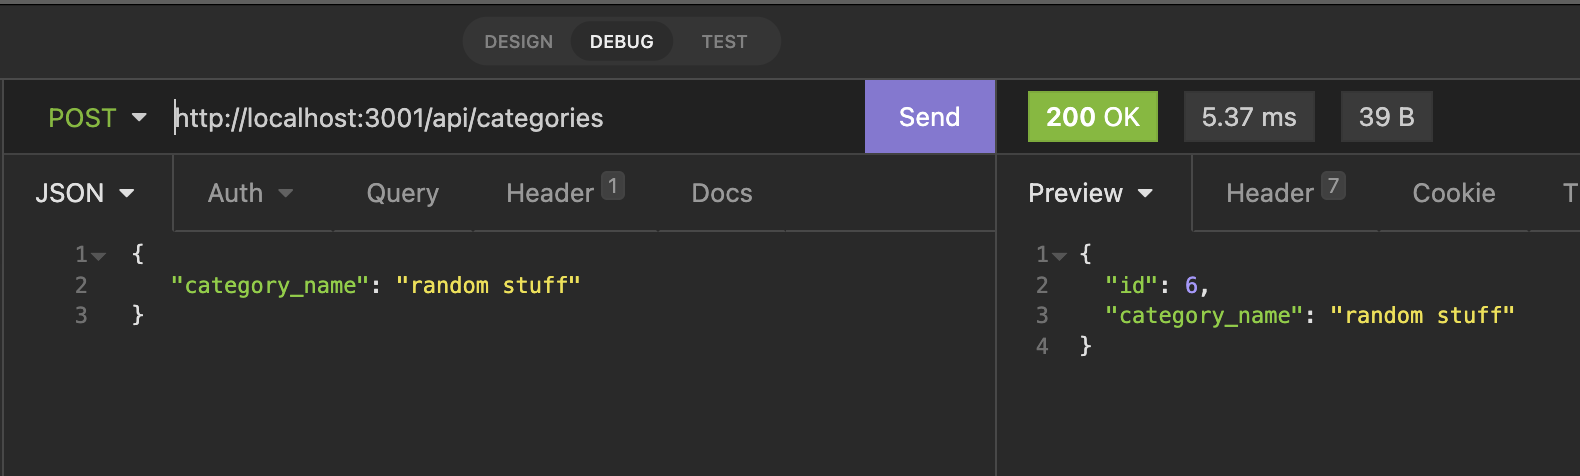 DESIGN DEBUG TEST
POST http://localhost:3001/api/categories Send 200 OK 5.37 ms 39 B
JSON Auth Query Header 1 Docs Preview Header 7 Cookie T
1 {
2 "category_name": "random stuff"
3 }
1 {
2 "id": 6,
3 "category_name": "random stuff"
4 }